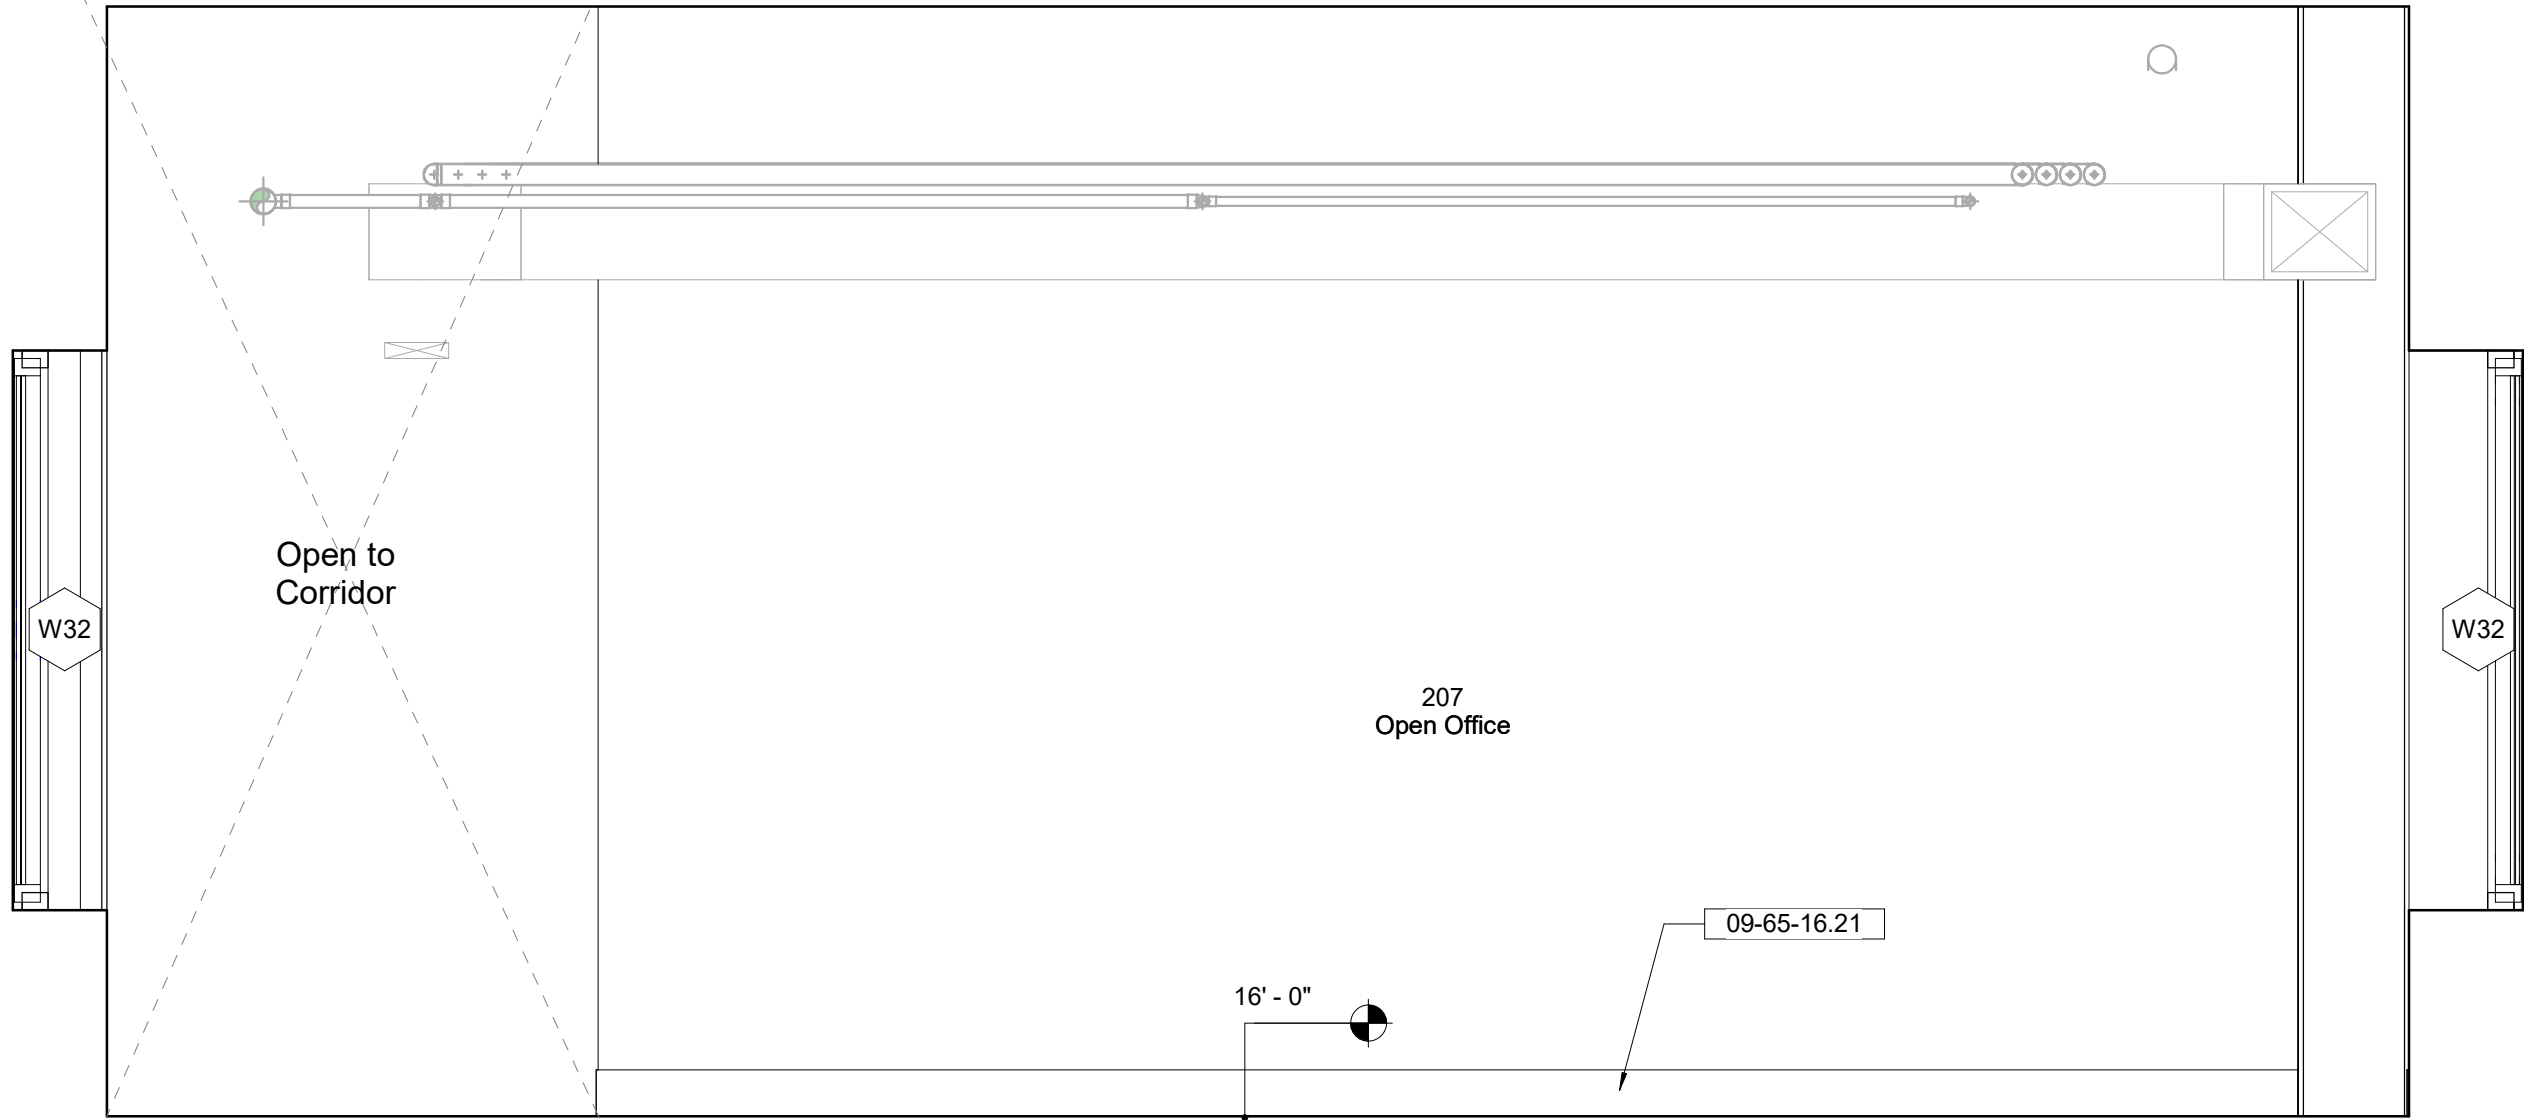 Open to
Corridor
W32
W32
207
Open Office
09-65-16.21
16' - 0"